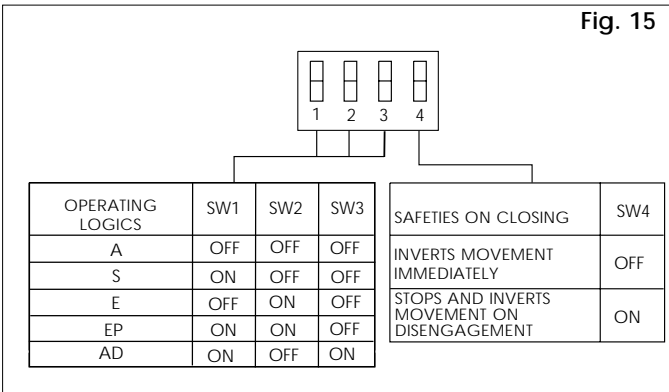 Fig. 15
1 2 3 4
OPERATING LOGICS SW1 SW2 SW3
A OFF OFF OFF
S ON OFF OFF
E OFF ON OFF
EP ON ON OFF
AD ON OFF ON
SAFETIES ON CLOSING SW4
INVERTS MOVEMENT
IMMEDIATELY OFF
STOPS AND INVERTS
MOVEMENT ON
DISENGAGEMENT ON